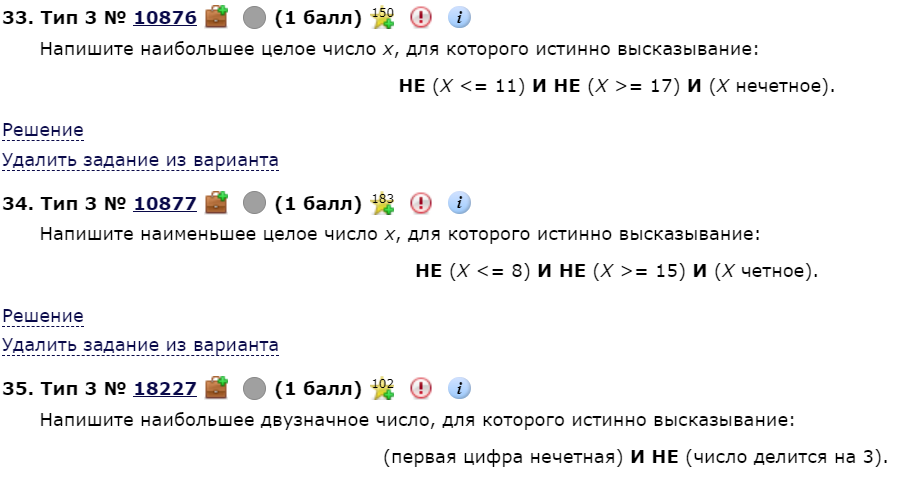 33. Тип 3 № 10876 (1 балл) 150 i
Напишите наибольшее целое число x, для которого истинно высказывание:
НЕ (X <= 11) И НЕ (X >= 17) И (X нечетное).
Решение
Удалить задание из варианта
34. Тип 3 № 10877 (1 балл) 183 i
Напишите наименьшее целое число x, для которого истинно высказывание:
НЕ (X <= 8) И НЕ (X >= 15) И (X четное).
Решение
Удалить задание из варианта
35. Тип 3 № 18227 (1 балл) 102 i
Напишите наибольшее двузначное число, для которого истинно высказывание:
(первая цифра нечетная) И НЕ (число делится на 3).